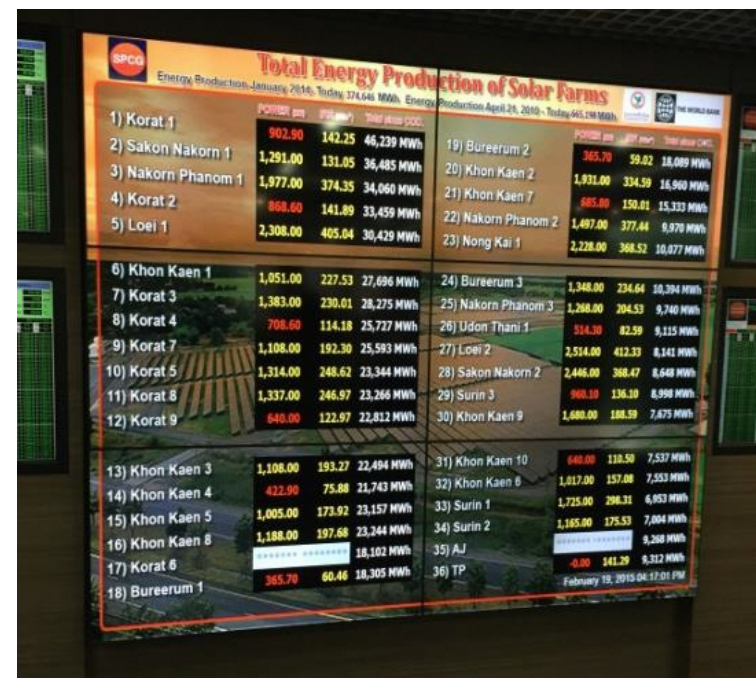 SPCG
Total Energy Production of Solar Farms
Energy Production January 2014, Today 374,646 MWh. Energy Production April 21, 2010 - Today 665,198 MWh
THE WORLD BANK
POWER Total since COD.
1) Korat 1 902.90 142.25 46,239 MWh
2) Sakon Nakorn 1 1,291.00 131.05 36,485 MWh
3) Nakorn Phanom 1 1,977.00 374.35 34,060 MWh
4) Korat 2 868.60 141.89 33,459 MWh
5) Loei 1 2,308.00 405.04 30,429 MWh
6) Khon Kaen 1 1,051.00 227.53 27,696 MWh
7) Korat 3 1,383.00 230.01 28,275 MWh
8) Korat 4 708.60 114.18 25,727 MWh
9) Korat 7 1,108.00 192.30 25,593 MWh
10) Korat 5 1,314.00 248.62 23,344 MWh
11) Korat 8 1,337.00 246.97 23,266 MWh
12) Korat 9 640.00 122.97 22,812 MWh
13) Khon Kaen 3 1,108.00 193.27 22,494 MWh
14) Khon Kaen 4 422.90 75.88 21,743 MWh
15) Khon Kaen 5 1,005.00 173.92 23,157 MWh
16) Khon Kaen 8 1,188.00 197.68 23,244 MWh
17) Korat 6 18,102 MWh
18) Bureerum 1 365.70 60.46 18,305 MWh
POWER Total since COD.
19) Bureerum 2 365.70 59.02 18,089 MWh
20) Khon Kaen 2 1,931.00 334.59 16,960 MWh
21) Khon Kaen 7 685.80 150.01 15,333 MWh
22) Nakorn Phanom 2 1,497.00 377.44 9,970 MWh
23) Nong Kai 1 2,228.00 368.52 10,077 MWh
24) Bureerum 3 1,348.00 234.64 10,394 MWh
25) Nakorn Phanom 3 1,268.00 204.53 9,740 MWh
26) Udon Thani 1 514.30 82.59 9,115 MWh
27) Loei 2 2,514.00 412.33 8,141 MWh
28) Sakon Nakorn 2 2,446.00 368.47 8,648 MWh
29) Surin 3 960.10 136.10 8,998 MWh
30) Khon Kaen 9 1,680.00 188.59 7,675 MWh
31) Khon Kaen 10 640.00 110.50 7,537 MWh
32) Khon Kaen 6 1,017.00 157.08 7,553 MWh
33) Surin 1 1,725.00 298.31 6,953 MWh
34) Surin 2 1,165.00 175.53 7,004 MWh
35) AJ 9,268 MWh
36) TP -0.00 141.29 9,312 MWh
February 19, 2015 04:17:01 PM